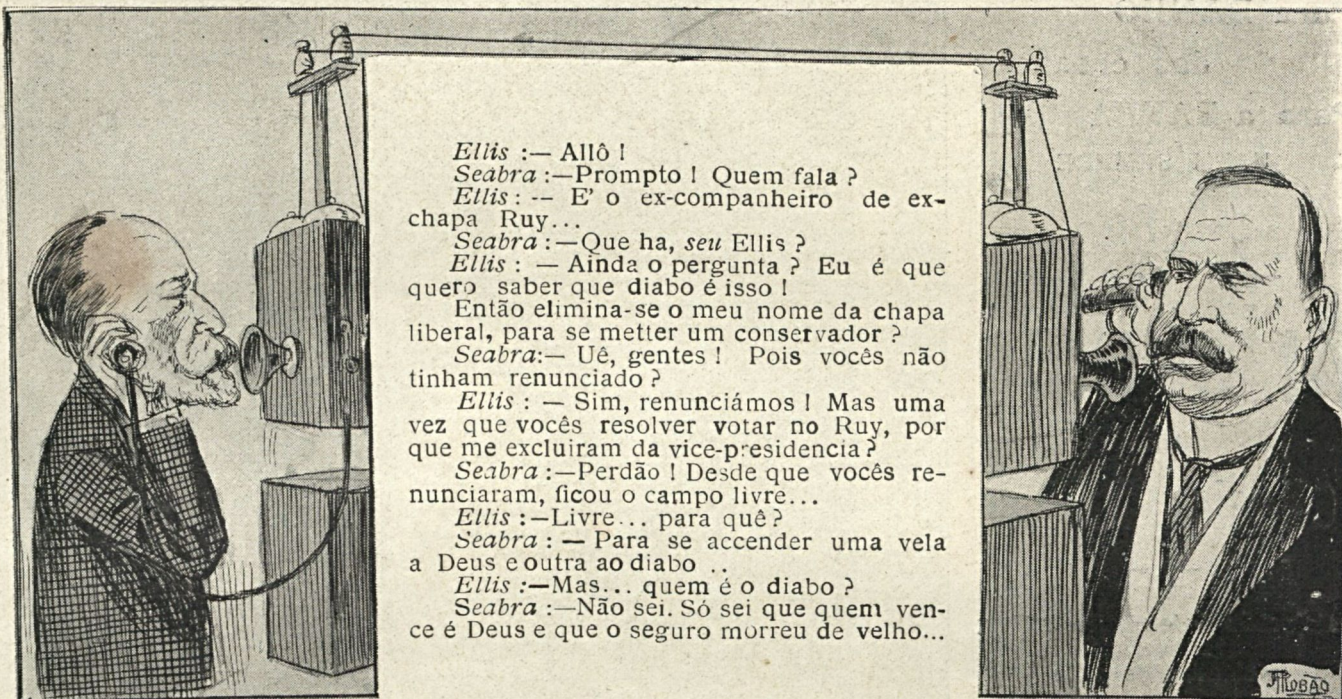 Ellis :— Allô !
Seabra :—Prompto ! Quem fala ?
Ellis : -- E' o ex-companheiro de ex-
chapa Ruy...
Seabra :—Que ha, seu Ellis ?
Ellis : — Ainda o pergunta ? Eu é que
quero saber que diabo é isso !
Então elimina-se o meu nome da chapa
liberal, para se metter um conservador ?
Seabra:— Uê, gentes ! Pois vocês não
tinham renunciado ?
Ellis : — Sim, renunciámos ! Mas uma
vez que vocês resolver votar no Ruy, por
que me excluiram da vice-presidencia ?
Seabra :—Perdão ! Desde que vocês re-
nunciaram, ficou o campo livre...
Ellis :—Livre... para quê ?
Seabra : — Para se accender uma vela
a Deus e outra ao diabo ..
Ellis :—Mas... quem é o diabo ?
Seabra :—Não sei. Só sei que quem ven-
ce é Deus e que o seguro morreu de velho...
LOBÃO